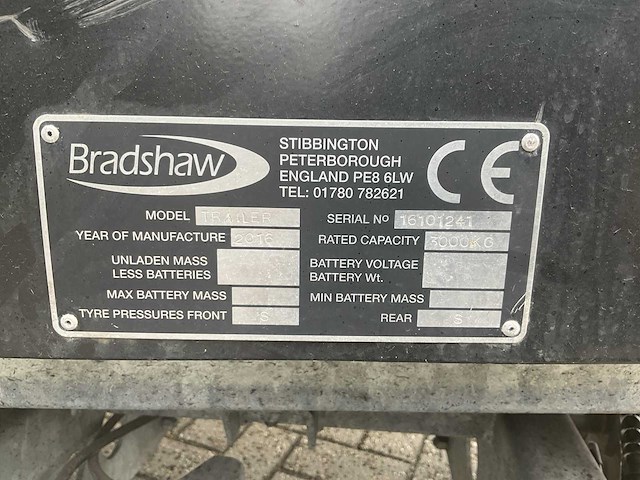 Bradshaw
STIBBINGTON
PETERBOROUGH
ENGLAND PE8 6LW
TEL: 01780 782621
CE
MODEL TRAILER SERIAL No 16101241
YEAR OF MANUFACTURE 2016 RATED CAPACITY 3000KG
UNLADEN MASS
LESS BATTERIES
BATTERY VOLTAGE
BATTERY Wt.
MAX BATTERY MASS MIN BATTERY MASS
TYRE PRESSURES FRONT S REAR S